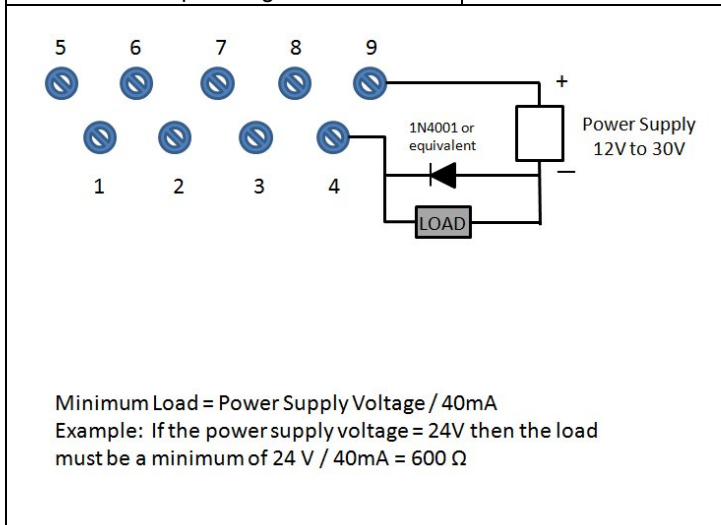 5 6 7 8 9
+
1N4001 or
equivalent
Power Supply
12V to 30V
—
1 2 3 4
LOAD
Minimum Load = Power Supply Voltage / 40mA
Example: If the power supply voltage = 24V then the load
must be a minimum of 24 V / 40mA = 600 Ω